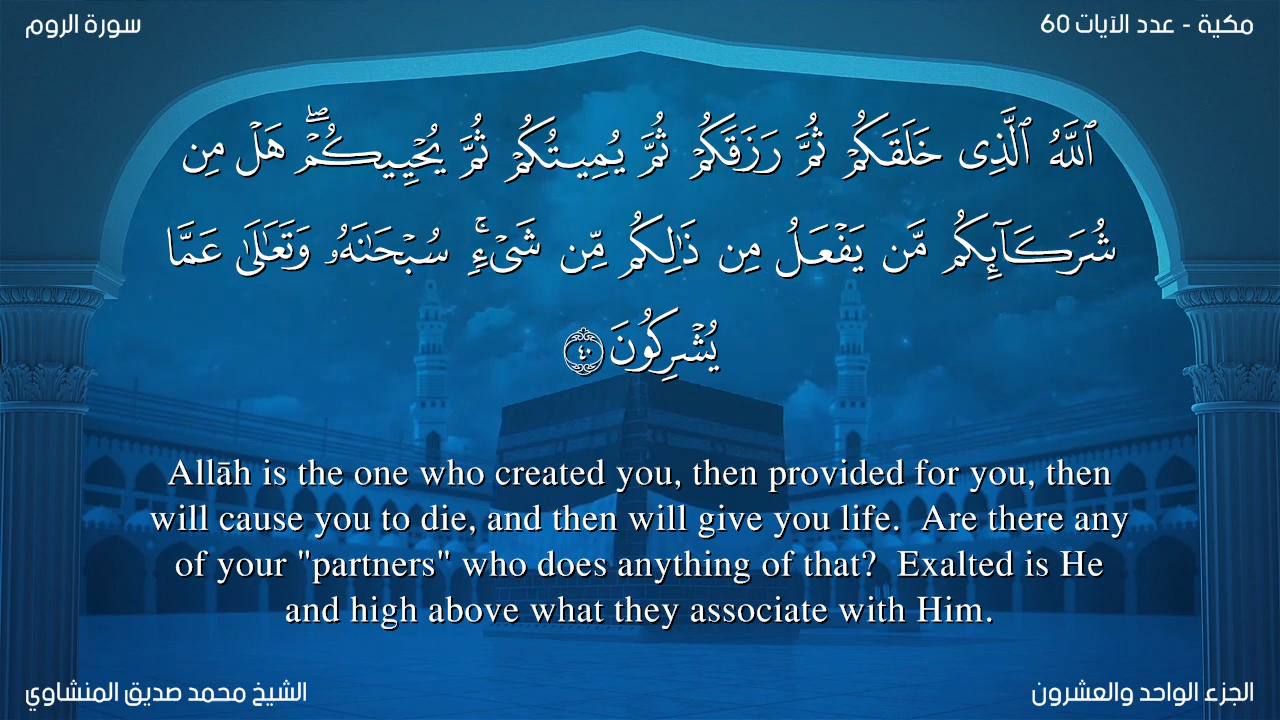 سورة الروم
مكية - عدد الآيات 60
ٱللَّهُ ٱلَّذِى خَلَقَكُمْ ثُمَّ رَزَقَكُمْ ثُمَّ يُمِيتُكُمْ ثُمَّ يُحْيِيكُمْ ۖ هَلْ مِن
شُرَكَآئِكُم مَّن يَفْعَلُ مِن ذَٰلِكُم مِّن شَىْءٍ ۚ سُبْحَـٰنَهُۥ وَتَعَـٰلَىٰ عَمَّا
يُشْرِكُونَ ٤٠
Allāh is the one who created you, then provided for you, then
will cause you to die, and then will give you life.  Are there any
of your "partners" who does anything of that?  Exalted is He
and high above what they associate with Him.
الشيخ محمد صديق المنشاوي
الجزء الواحد والعشرون